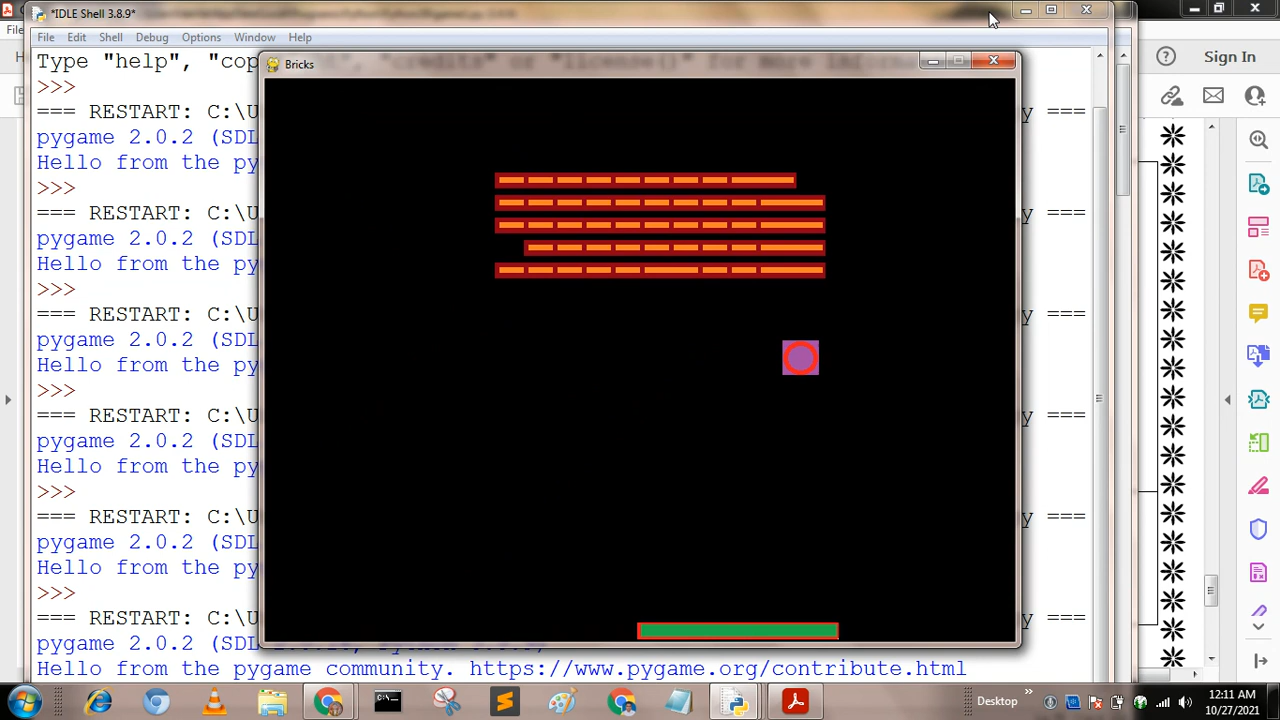 *IDLE Shell 3.8.9*
File Edit Shell Debug Options Window Help
Sign In
Type "help", "cop
>>>
=== RESTART: C:\U y ===
pygame 2.0.2 (SDL
Hello from the py
>>>
=== RESTART: C:\U y ===
pygame 2.0.2 (SDL
Hello from the py
>>>
=== RESTART: C:\U y ===
pygame 2.0.2 (SDL
Hello from the py
>>>
=== RESTART: C:\U y ===
pygame 2.0.2 (SDL
Hello from the py
>>>
=== RESTART: C:\U y ===
pygame 2.0.2 (SDL
Hello from the py
>>>
=== RESTART: C:\U y ===
pygame 2.0.2 (SDL
Hello from the pygame community. https://www.pygame.org/contribute.html
Bricks
Desktop
12:11 AM
10/27/2021